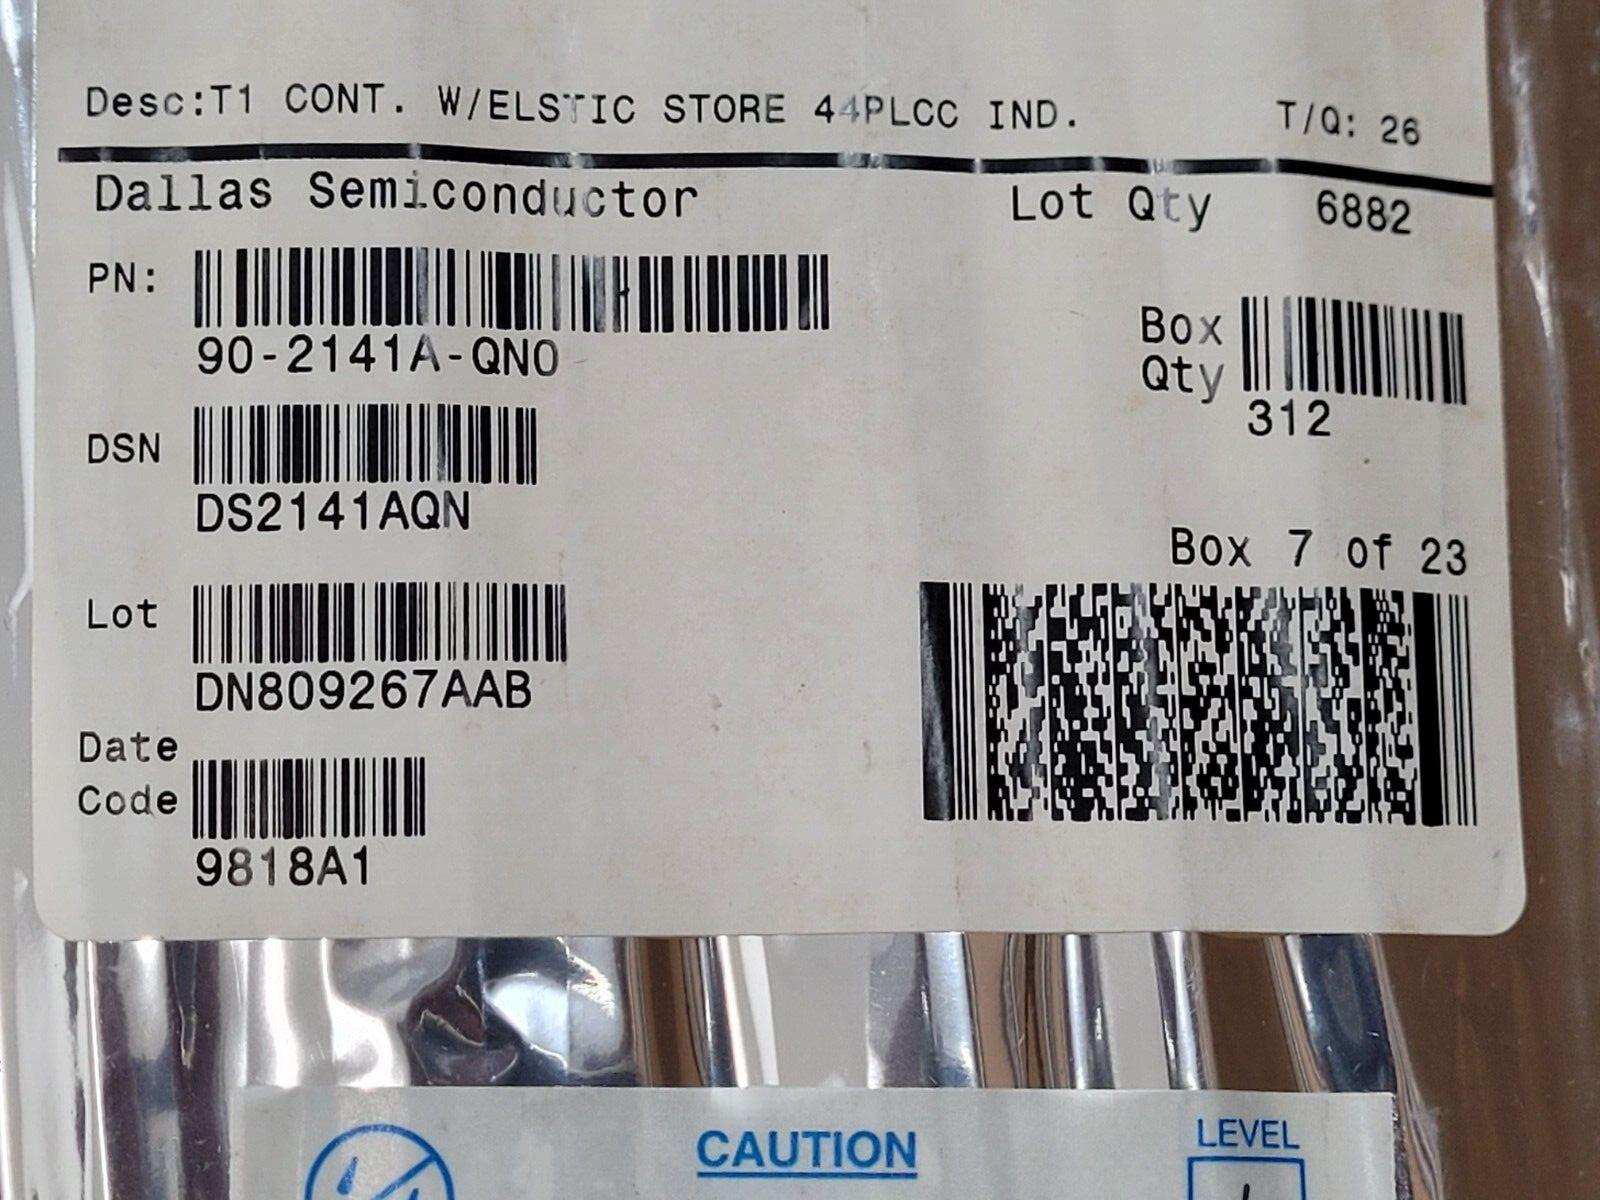 Desc:T1 CONT. W/ELSTIC STORE 44PLCC IND. T/Q: 26
Dallas Semiconductor Lot Qty 6882
PN:
90-2141A-QN0
Box
Qty
312
DSN
DS2141AQN
Box 7 of 23
Lot
DN809267AAB
Date
Code
9818A1
CAUTION
LEVEL